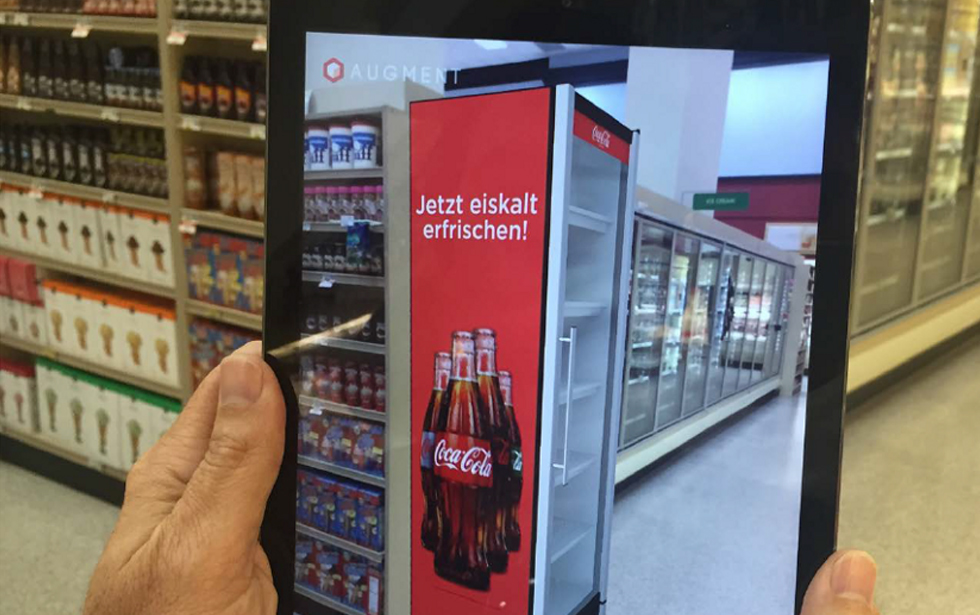 AUGMENT
Coca-Cola
Jetzt eiskalt
erfrischen!
ICE CREAM
Coca-Cola